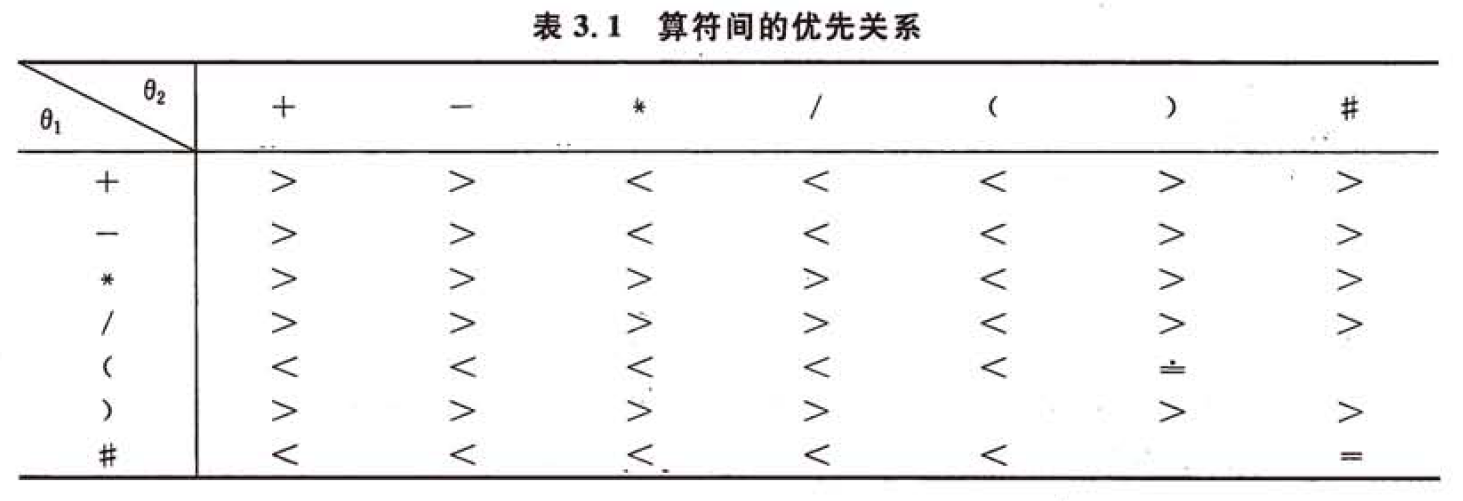 表 3.1 算符间的优先关系
θ₂
θ₁
+ − * / ( ) #
+ > > < < < > >
− > > < < < > >
* > > > > < > >
/ > > > > < > >
( < < < < < ≐
) > > > > > >
# < < < < < =